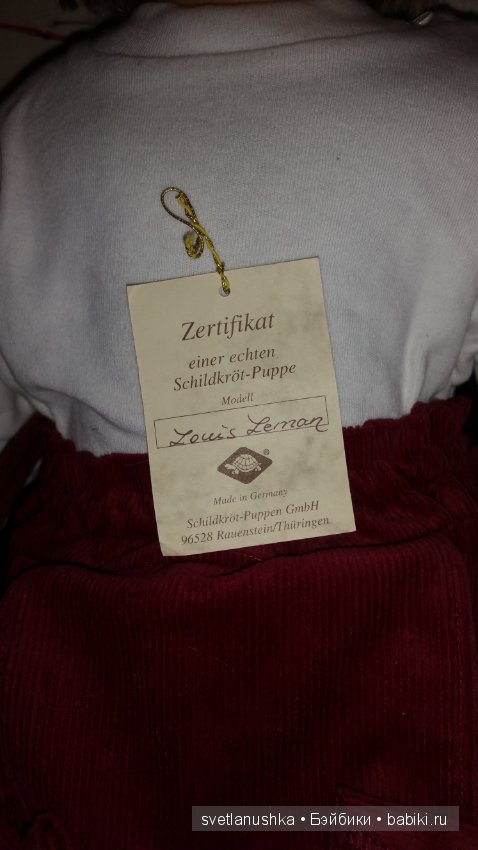 Zertifikat
einer echten
Schildkröt-Puppe
Modell
Louis Leman
®
Made in Germany
Schildkröt-Puppen GmbH
96528 Rauenstein/Thüringen
svetlanushka • Бэйбики • babiki.ru